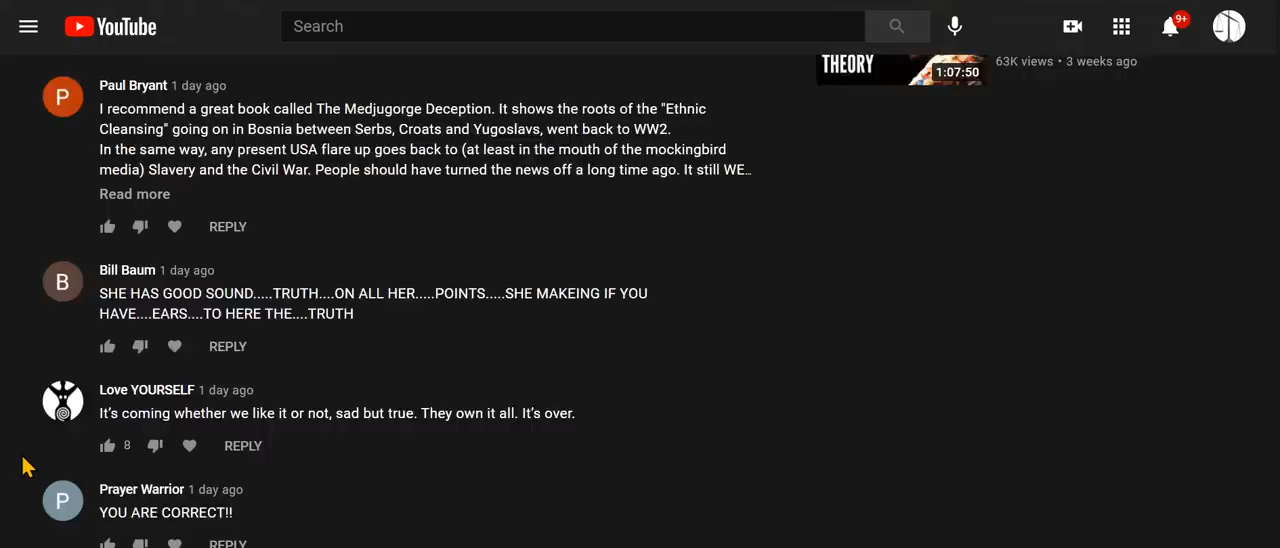 YouTube
Search
9+
THEORY
1:07:50
63K views • 3 weeks ago
P
Paul Bryant 1 day ago
I recommend a great book called The Medjugorge Deception. It shows the roots of the "Ethnic
Cleansing" going on in Bosnia between Serbs, Croats and Yugoslavs, went back to WW2.
In the same way, any present USA flare up goes back to (at least in the mouth of the mockingbird
media) Slavery and the Civil War. People should have turned the news off a long time ago. It still WE…
Read more
REPLY
B
Bill Baum 1 day ago
SHE HAS GOOD SOUND.....TRUTH....ON ALL HER.....POINTS.....SHE MAKEING IF YOU
HAVE....EARS....TO HERE THE....TRUTH
REPLY
Love YOURSELF 1 day ago
It's coming whether we like it or not, sad but true. They own it all. It's over.
8 REPLY
P
Prayer Warrior 1 day ago
YOU ARE CORRECT!!
REPLY